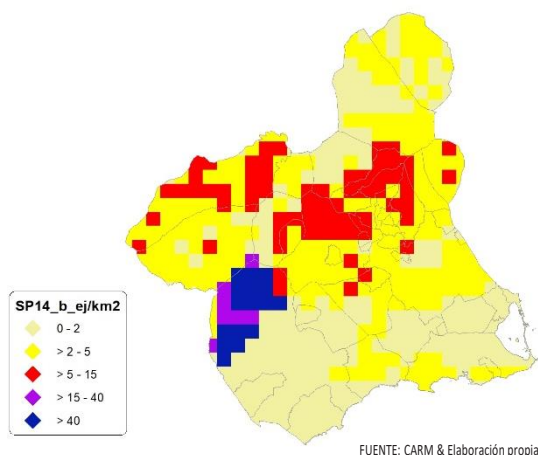 SP14_b_ej/km2
0 - 2
> 2 - 5
> 5 - 15
> 15 - 40
> 40
FUENTE: CARM & Elaboración propia